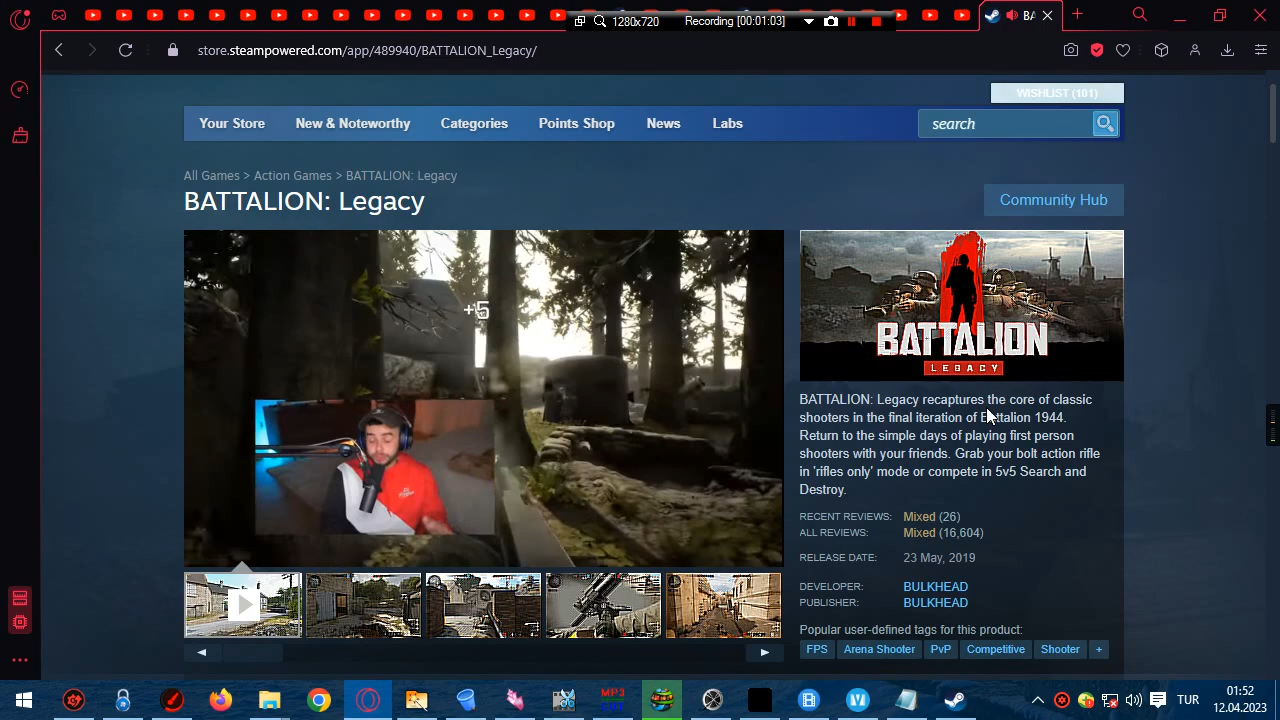 1280x720
Recording [00:01:03]
BA
store.steampowered.com/app/489940/BATTALION_Legacy/
WISHLIST (101)
Your Store
New & Noteworthy
Categories
Points Shop
News
Labs
search
All Games > Action Games > BATTALION: Legacy
BATTALION: Legacy
Community Hub
+5
BATTALION
LEGACY
BATTALION: Legacy recaptures the core of classic
shooters in the final iteration of Battalion 1944.
Return to the simple days of playing first person
shooters with your friends. Grab your bolt action rifle
in 'rifles only' mode or compete in 5v5 Search and
Destroy.
RECENT REVIEWS: Mixed (26)
ALL REVIEWS: Mixed (16,604)
RELEASE DATE: 23 May, 2019
DEVELOPER: BULKHEAD
PUBLISHER: BULKHEAD
Popular user-defined tags for this product:
FPS
Arena Shooter
PvP
Competitive
Shooter
+
MP3
TUR
01:52
12.04.2023